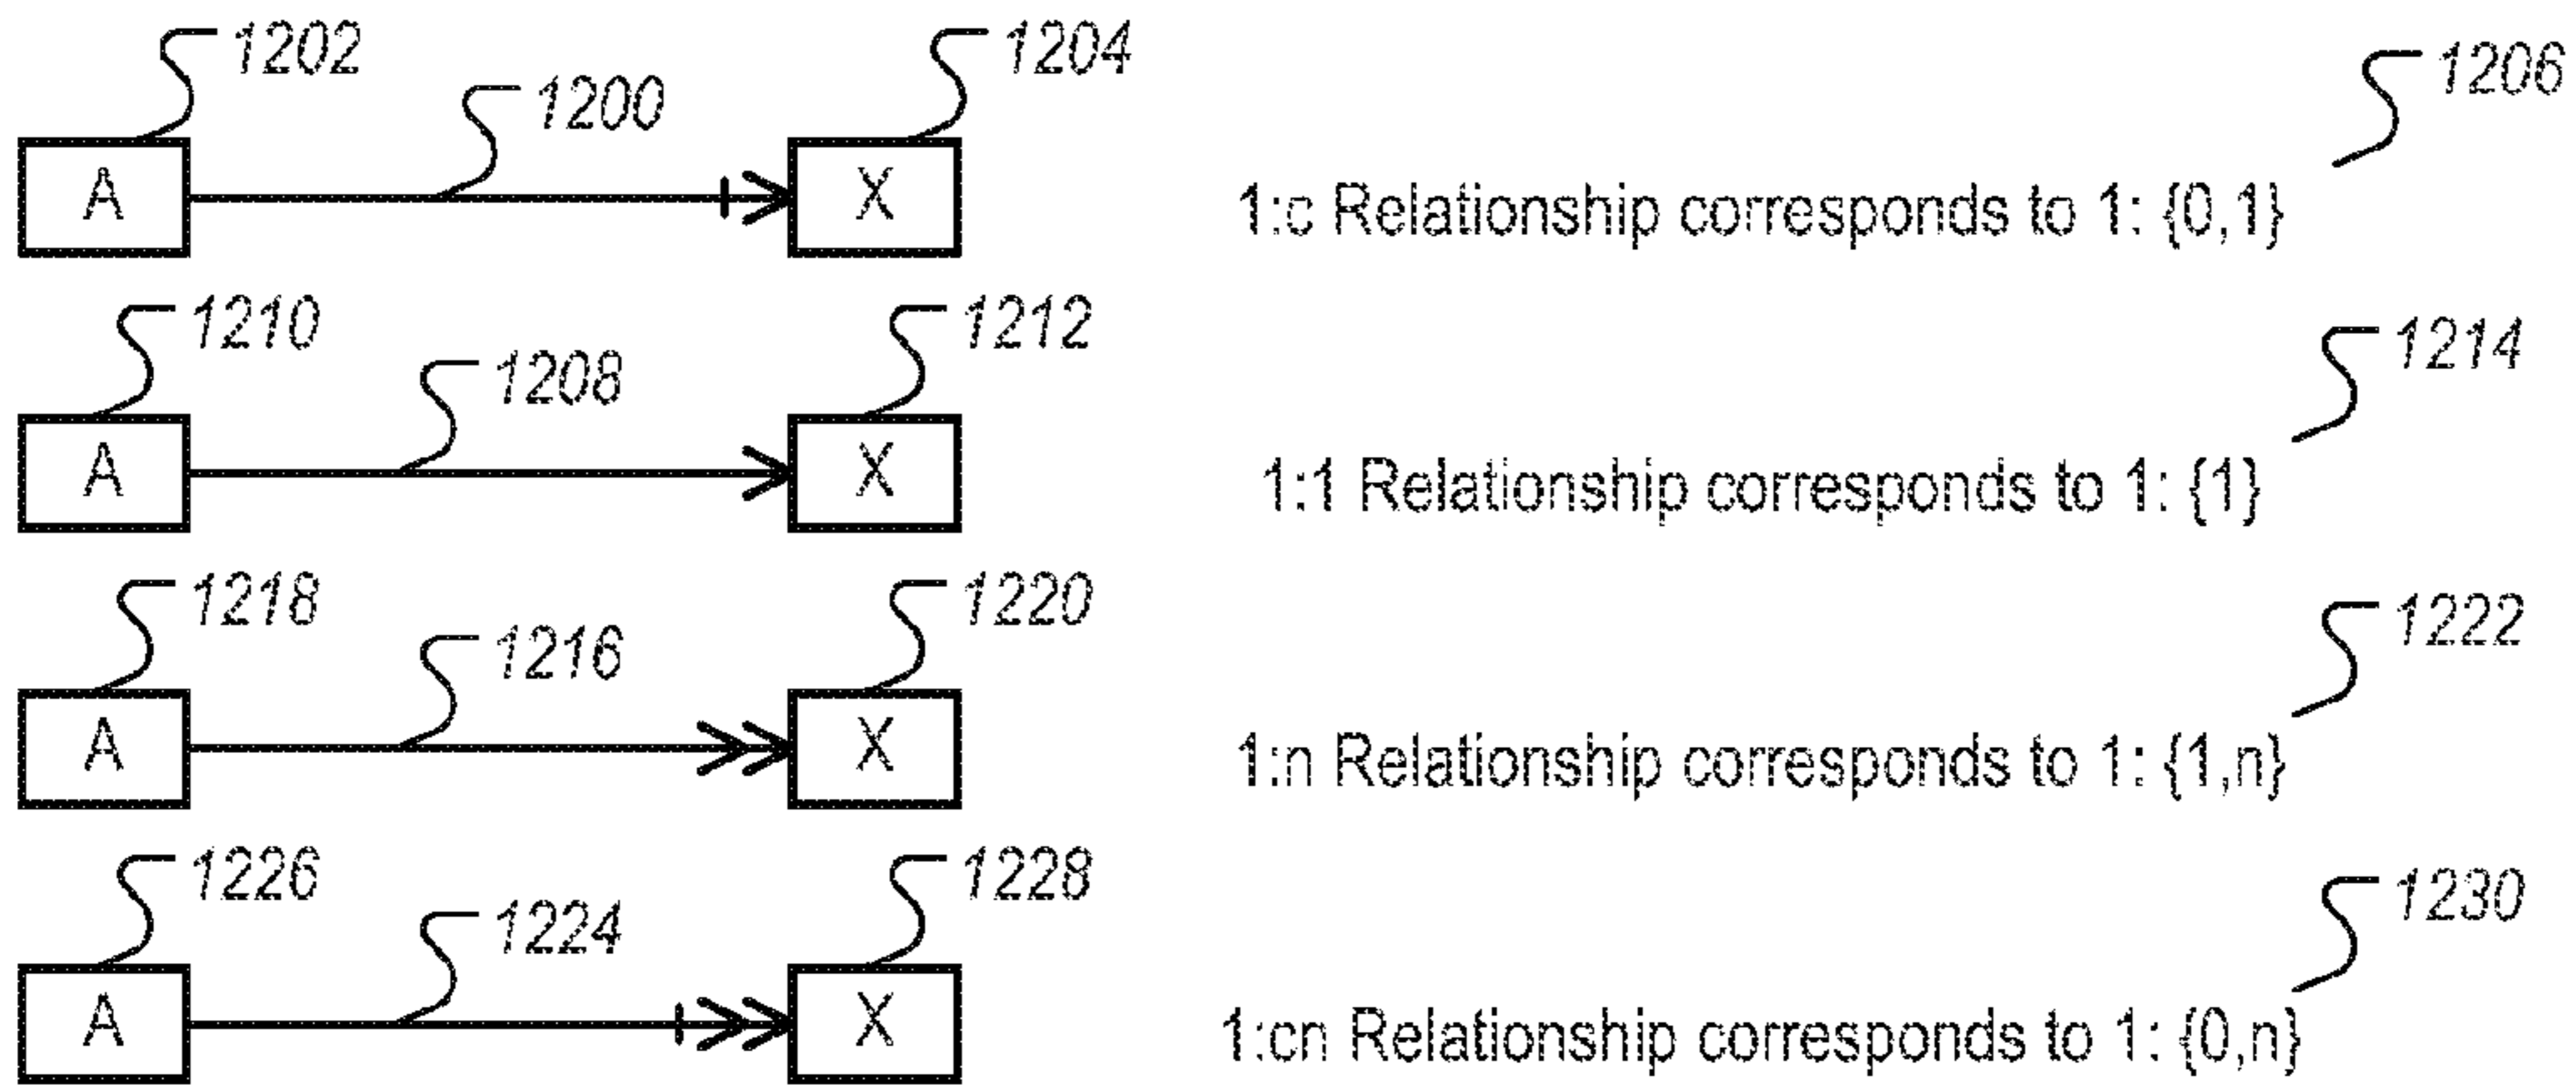 1202
1204
1206
1200
A
X
1:c Relationship corresponds to 1: {0,1}
1210
1212
1214
1208
A
X
1:1 Relationship corresponds to 1: {1}
1218
1220
1222
1216
A
X
1:n Relationship corresponds to 1: {1,n}
1226
1228
1230
1224
A
X
1:cn Relationship corresponds to 1: {0,n}